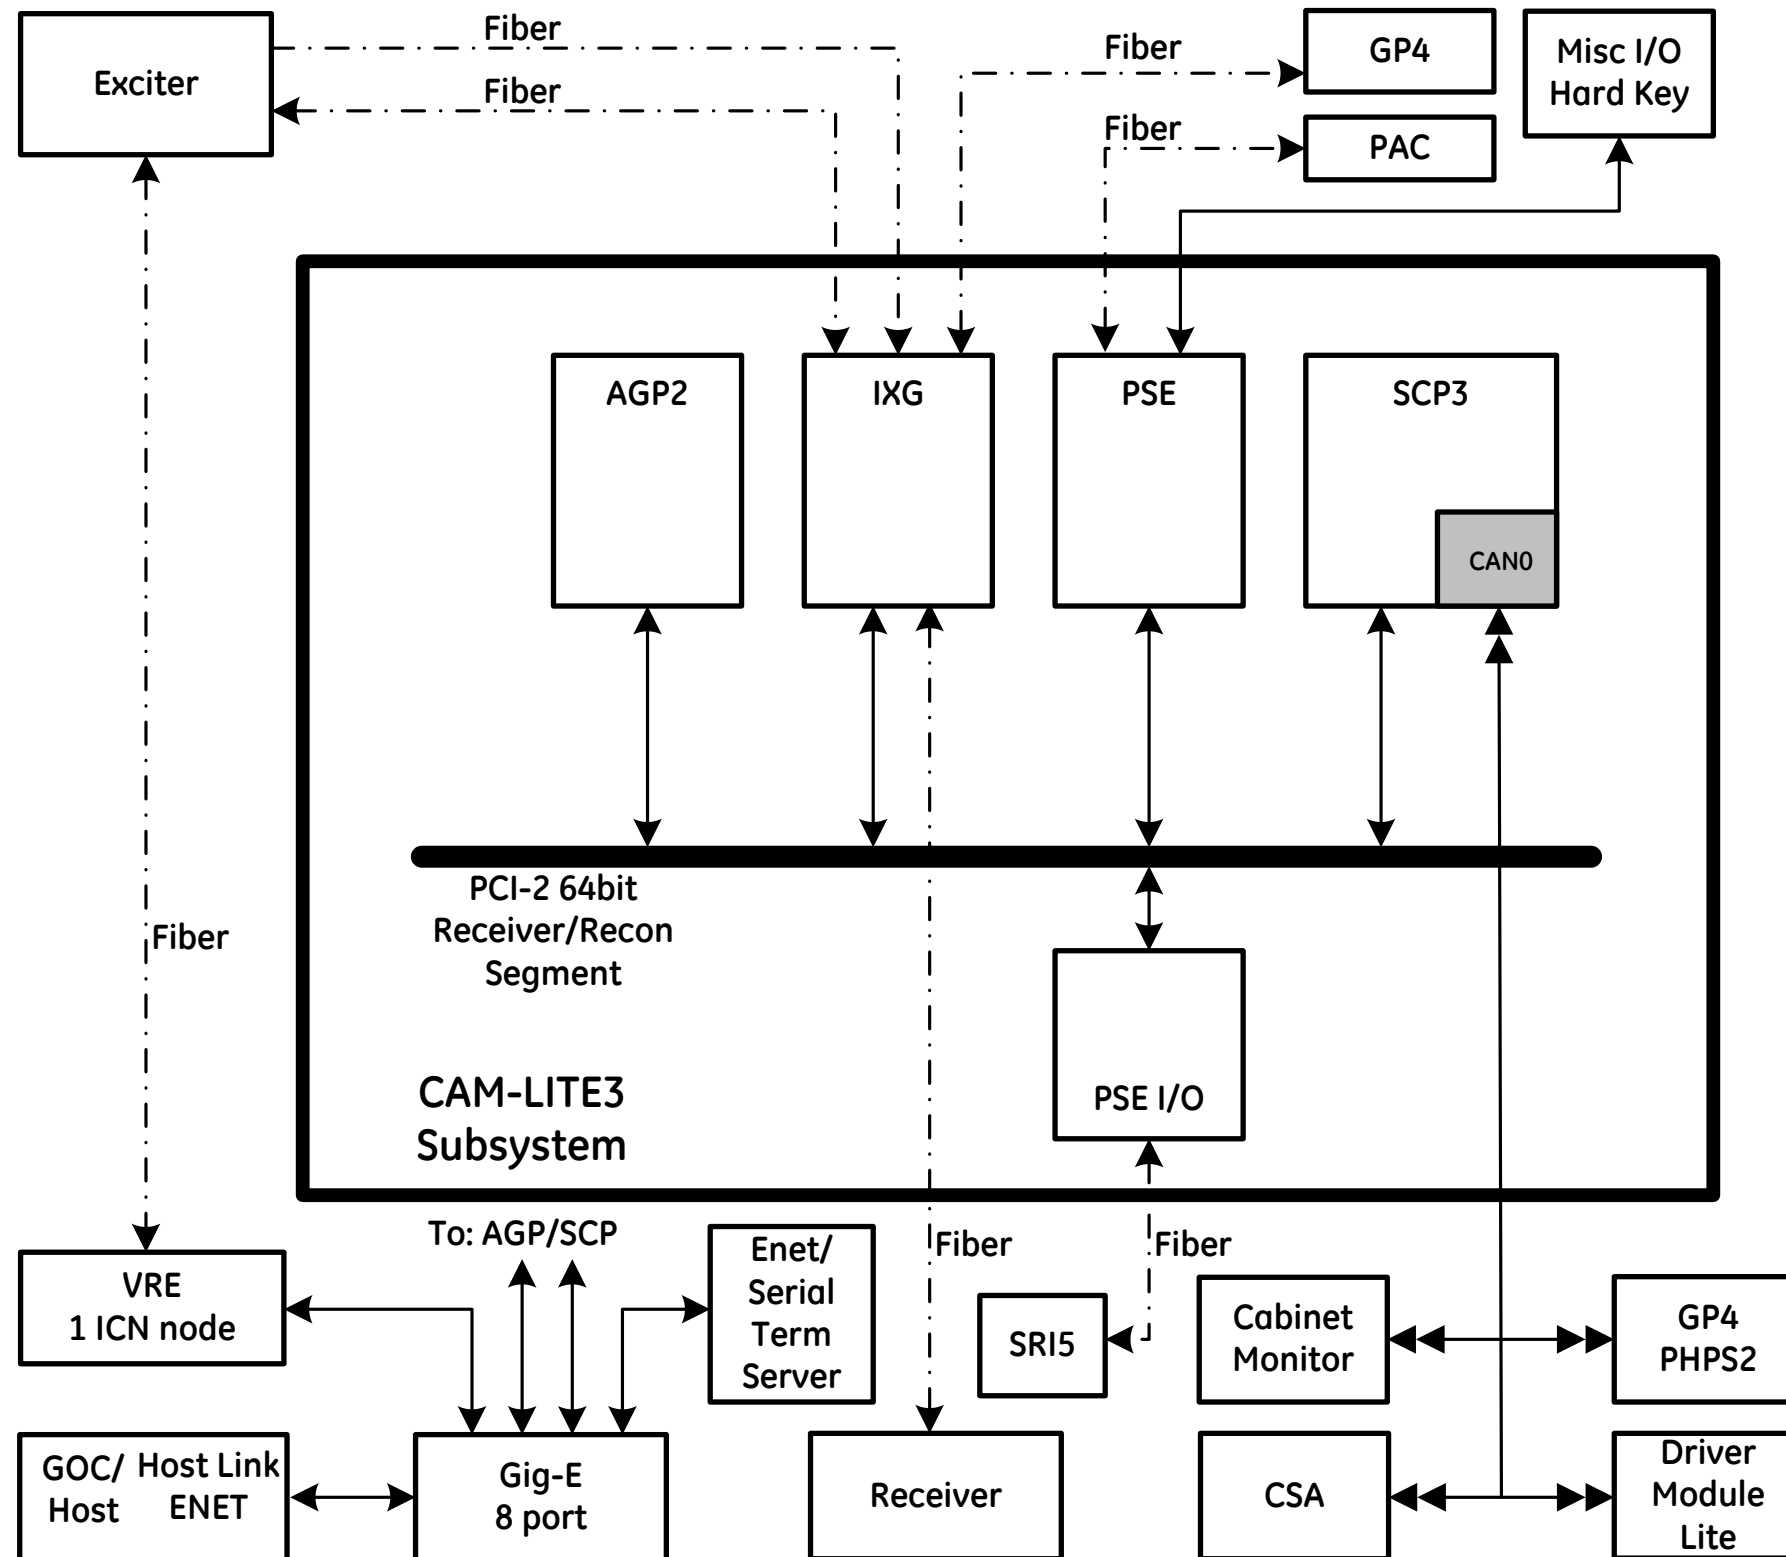 Fiber
Exciter
Fiber
Fiber
GP4
Misc I/O
Hard Key
Fiber
PAC
AGP2
IXG
PSE
SCP3
CAN0
PCI-2 64bit
Receiver/Recon
Segment
Fiber
CAM-LITE3
Subsystem
PSE I/O
To: AGP/SCP
Fiber
Fiber
VRE
1 ICN node
Enet/
Serial
Term
Server
SRI5
Cabinet
Monitor
GP4
PHPS2
GOC/
Host
Host Link
ENET
Gig-E
8 port
Receiver
CSA
Driver
Module
Lite